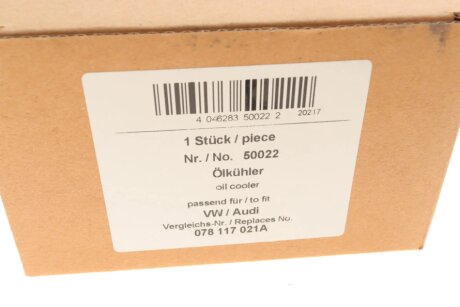 4 046283 50022 2 20217
1 Stück / piece
Nr. / No. 50022
Ölkühler
oil cooler
passend für / to fit
VW / Audi
Vergleichs-Nr. / Replaces No.
078 117 021A